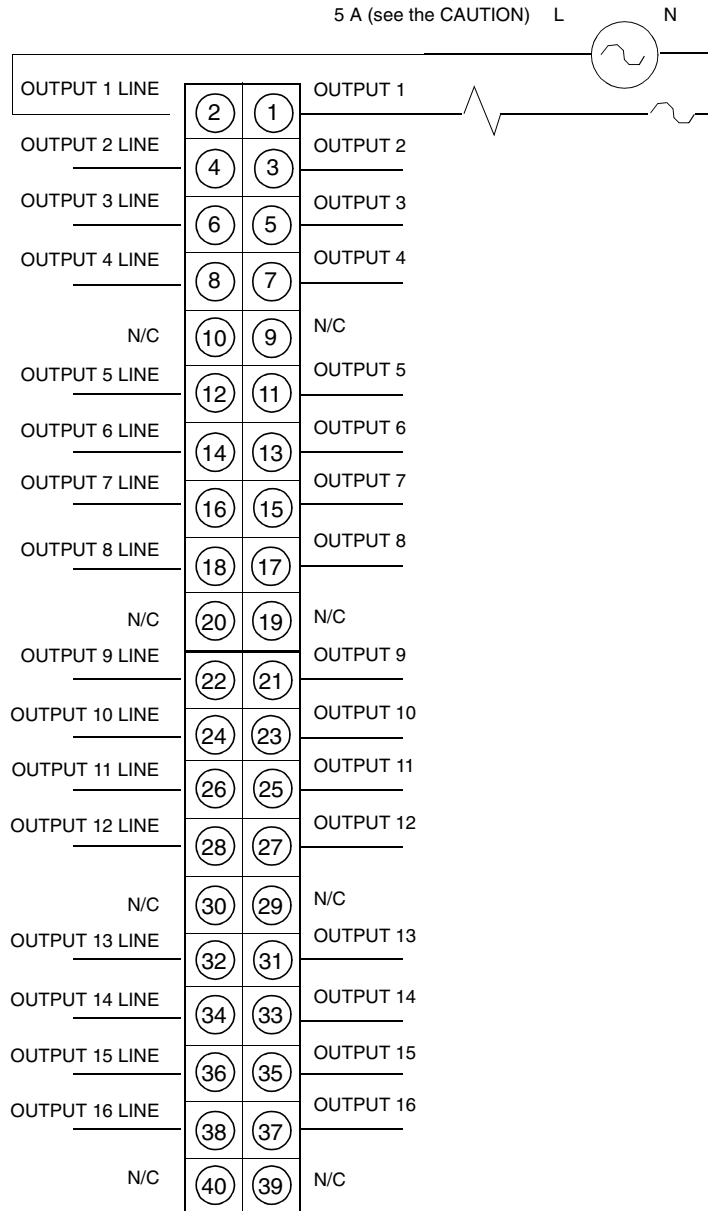 5 A (see the CAUTION) L N
OUTPUT 1 LINE 2 1 OUTPUT 1
OUTPUT 2 LINE 4 3 OUTPUT 2
OUTPUT 3 LINE 6 5 OUTPUT 3
OUTPUT 4 LINE 8 7 OUTPUT 4
N/C 10 9 N/C
OUTPUT 5 LINE 12 11 OUTPUT 5
OUTPUT 6 LINE 14 13 OUTPUT 6
OUTPUT 7 LINE 16 15 OUTPUT 7
OUTPUT 8 LINE 18 17 OUTPUT 8
N/C 20 19 N/C
OUTPUT 9 LINE 22 21 OUTPUT 9
OUTPUT 10 LINE 24 23 OUTPUT 10
OUTPUT 11 LINE 26 25 OUTPUT 11
OUTPUT 12 LINE 28 27 OUTPUT 12
N/C 30 29 N/C
OUTPUT 13 LINE 32 31 OUTPUT 13
OUTPUT 14 LINE 34 33 OUTPUT 14
OUTPUT 15 LINE 36 35 OUTPUT 15
OUTPUT 16 LINE 38 37 OUTPUT 16
N/C 40 39 N/C